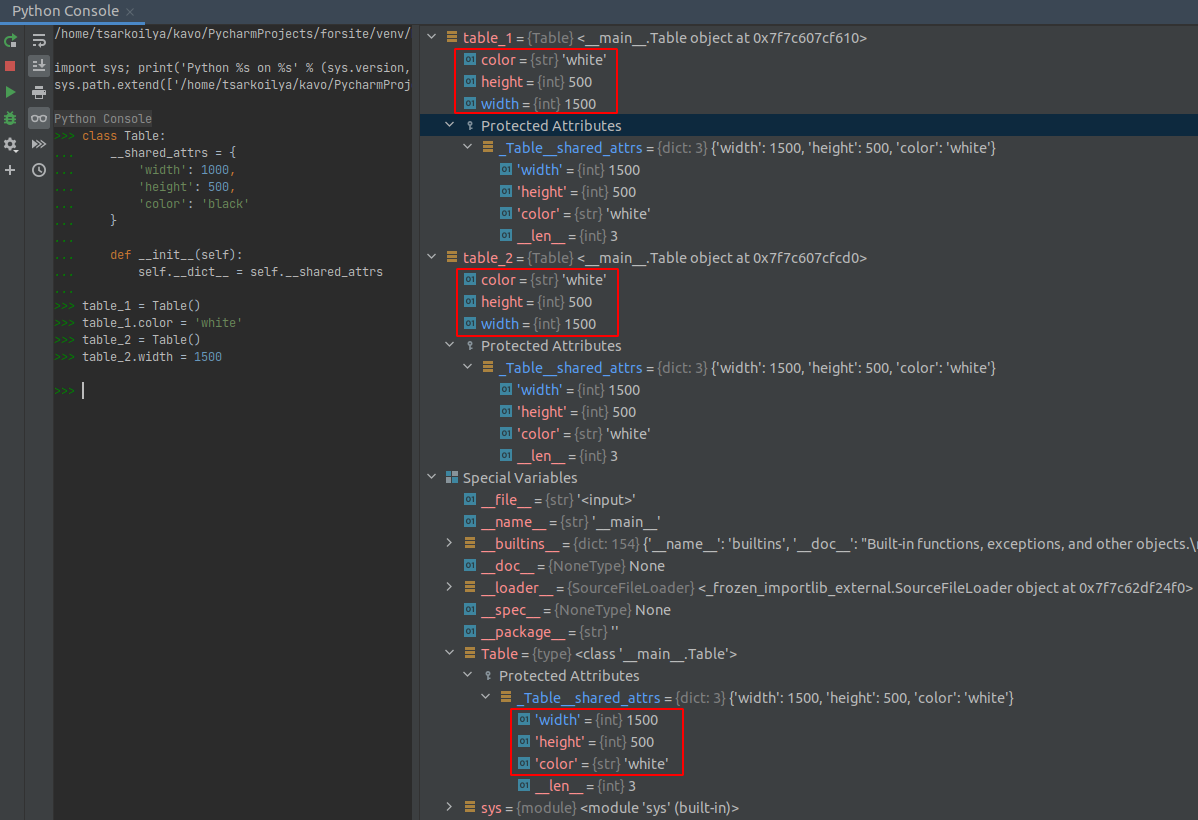 Python Console
/home/tsarkoilya/kavo/PycharmProjects/forsite/venv/
import sys; print('Python %s on %s' % (sys.version,
sys.path.extend(['/home/tsarkoilya/kavo/PycharmProj
Python Console
>>> class Table:
...     __shared_attrs = {
...         'width': 1000,
...         'height': 500,
...         'color': 'black'
...     }
...
...     def __init__(self):
...         self.__dict__ = self.__shared_attrs
...
>>> table_1 = Table()
>>> table_1.color = 'white'
>>> table_2 = Table()
>>> table_2.width = 1500
>>>
table_1 = {Table} <__main__.Table object at 0x7f7c607cf610>
color = {str} 'white'
height = {int} 500
width = {int} 1500
Protected Attributes
_Table__shared_attrs = {dict: 3} {'width': 1500, 'height': 500, 'color': 'white'}
'width' = {int} 1500
'height' = {int} 500
'color' = {str} 'white'
__len__ = {int} 3
table_2 = {Table} <__main__.Table object at 0x7f7c607cfcd0>
color = {str} 'white'
height = {int} 500
width = {int} 1500
Protected Attributes
_Table__shared_attrs = {dict: 3} {'width': 1500, 'height': 500, 'color': 'white'}
'width' = {int} 1500
'height' = {int} 500
'color' = {str} 'white'
__len__ = {int} 3
Special Variables
__file__ = {str} '<input>'
__name__ = {str} '__main__'
__builtins__ = {dict: 154} {'__name__': 'builtins', '__doc__': "Built-in functions, exceptions, and other objects.\
__doc__ = {NoneType} None
__loader__ = {SourceFileLoader} <_frozen_importlib_external.SourceFileLoader object at 0x7f7c62df24f0>
__spec__ = {NoneType} None
__package__ = {str} ''
Table = {type} <class '__main__.Table'>
Protected Attributes
_Table__shared_attrs = {dict: 3} {'width': 1500, 'height': 500, 'color': 'white'}
'width' = {int} 1500
'height' = {int} 500
'color' = {str} 'white'
__len__ = {int} 3
sys = {module} <module 'sys' (built-in)>